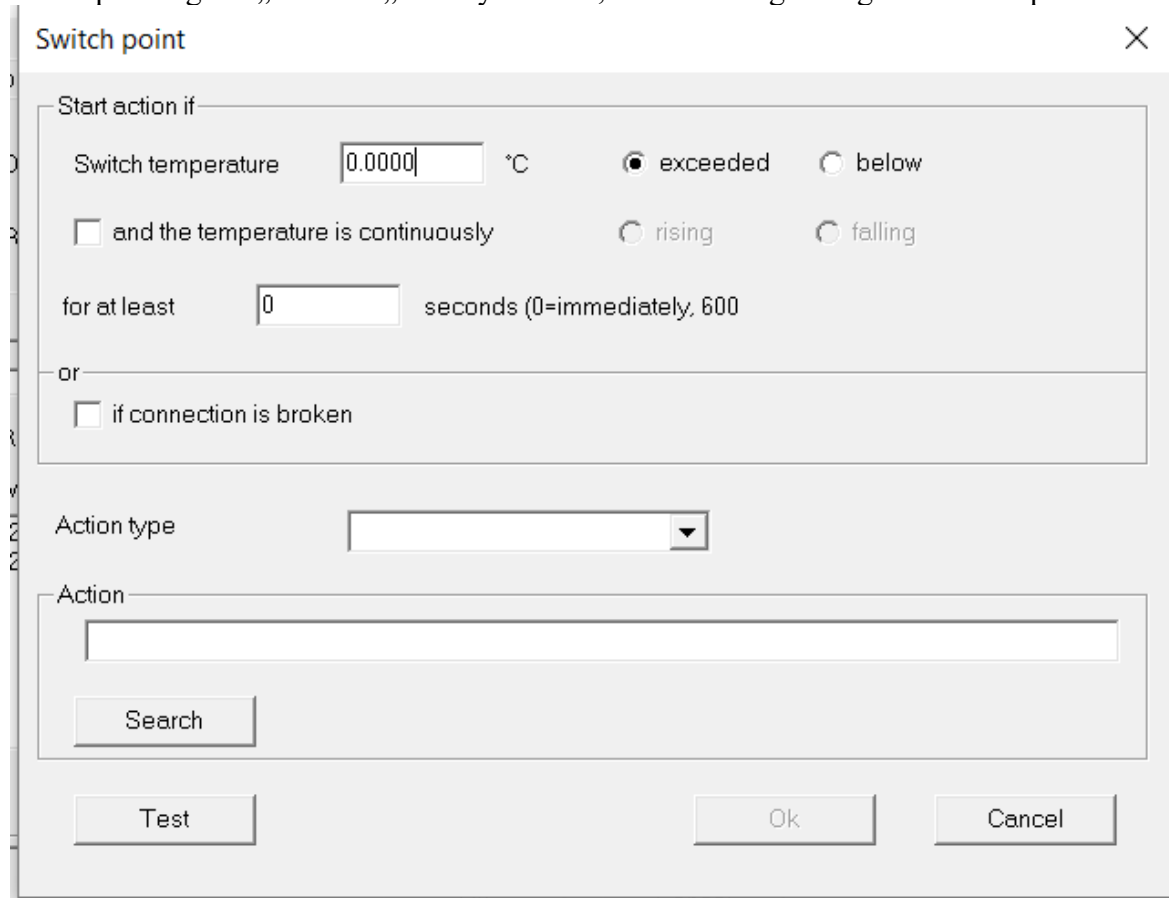 Switch point
Start action if
Switch temperature 0.0000 °C exceeded below
and the temperature is continuously rising falling
for at least 0 seconds (0=immediately, 600
or
if connection is broken
Action type
Action
Search
Test Ok Cancel